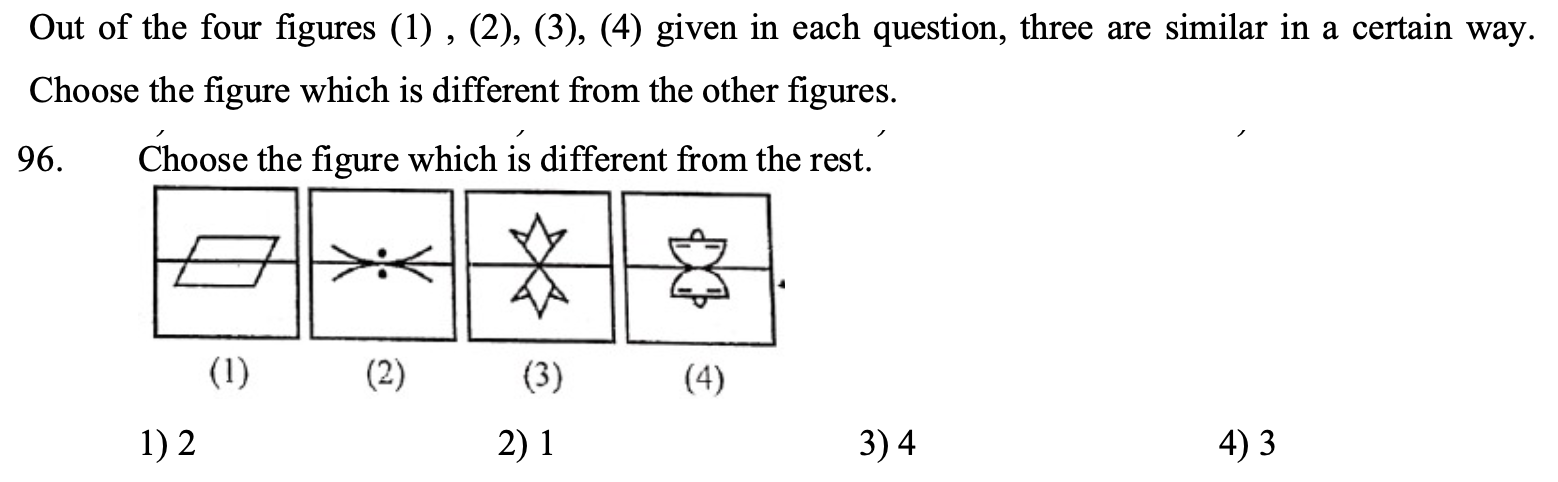 Out of the four figures (1) , (2), (3), (4) given in each question, three are similar in a certain way.
Choose the figure which is different from the other figures.
96. Choose the figure which is different from the rest.
(1) (2) (3) (4)
1) 2 2) 1 3) 4 4) 3